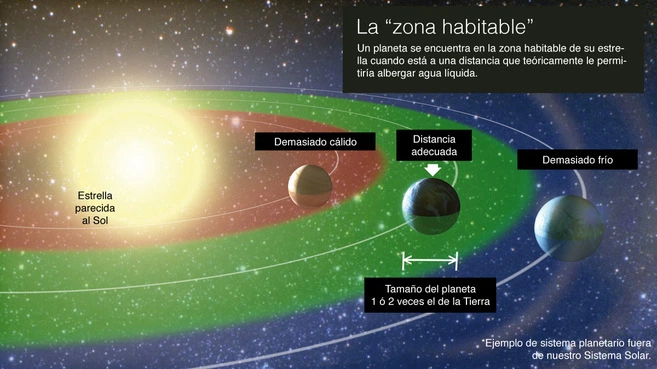 La “zona habitable”
Un planeta se encuentra en la zona habitable de su estre-
lla cuando está a una distancia que teóricamente le permi-
tiría albergar agua líquida.
Demasiado cálido
Distancia
adecuada
Demasiado frío
Estrella
parecida
al Sol
Tamaño del planeta
1 ó 2 veces el de la Tierra
*Ejemplo de sistema planetario fuera
de nuestro Sistema Solar.